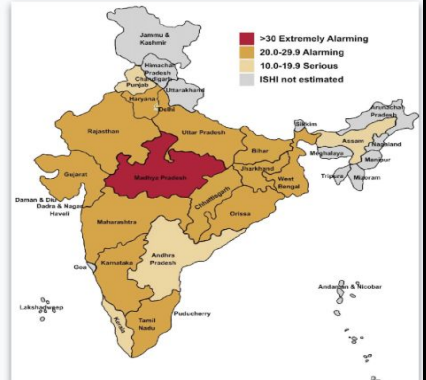 Jammu &
Kashmir
>30 Extremely Alarming
20.0-29.9 Alarming
10.0-19.9 Serious
ISHI not estimated
Himachal
Pradesh
Chandigarh
Punjab
Uttarakhand
Haryana
Delhi
Arunachal
Pradesh
Sikkim
Rajasthan
Uttar Pradesh
Assam
Nagaland
Bihar
Meghalaya
Manipur
Gujarat
Madhya Pradesh
Jharkhand
West
Bengal
Tripura
Mizoram
Daman & Diu
Dadra & Nagar
Haveli
Chhattisgarh
Orissa
Maharashtra
Andhra
Pradesh
Goa
Karnataka
Andaman & Nicobar
Lakshadweep
Kerala
Tamil
Nadu
Puducherry